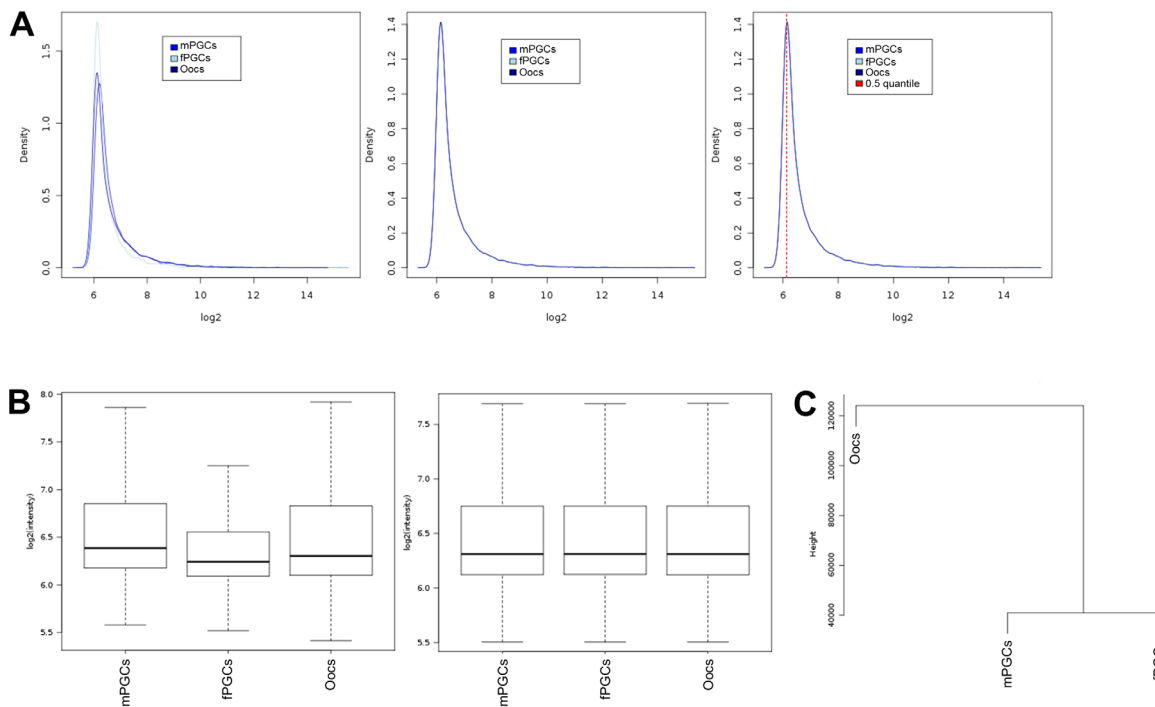 A
mPGCs
fPGCs
Oocs
Density
0.0
0.5
1.0
1.5
6
8
10
12
14
log2
mPGCs
fPGCs
Oocs
Density
0.0
0.2
0.4
0.6
0.8
1.0
1.2
1.4
6
8
10
12
14
log2
mPGCs
fPGCs
Oocs
0.5 quantile
Density
0.0
0.2
0.4
0.6
0.8
1.0
1.2
1.4
6
8
10
12
14
log2
B
log2(intensity)
8.0
7.5
7.0
6.5
6.0
5.5
mPGCs
fPGCs
Oocs
log2(intensity)
7.5
7.0
6.5
6.0
5.5
mPGCs
fPGCs
Oocs
C
Height
120000
100000
80000
60000
40000
Oocs
mPGCs